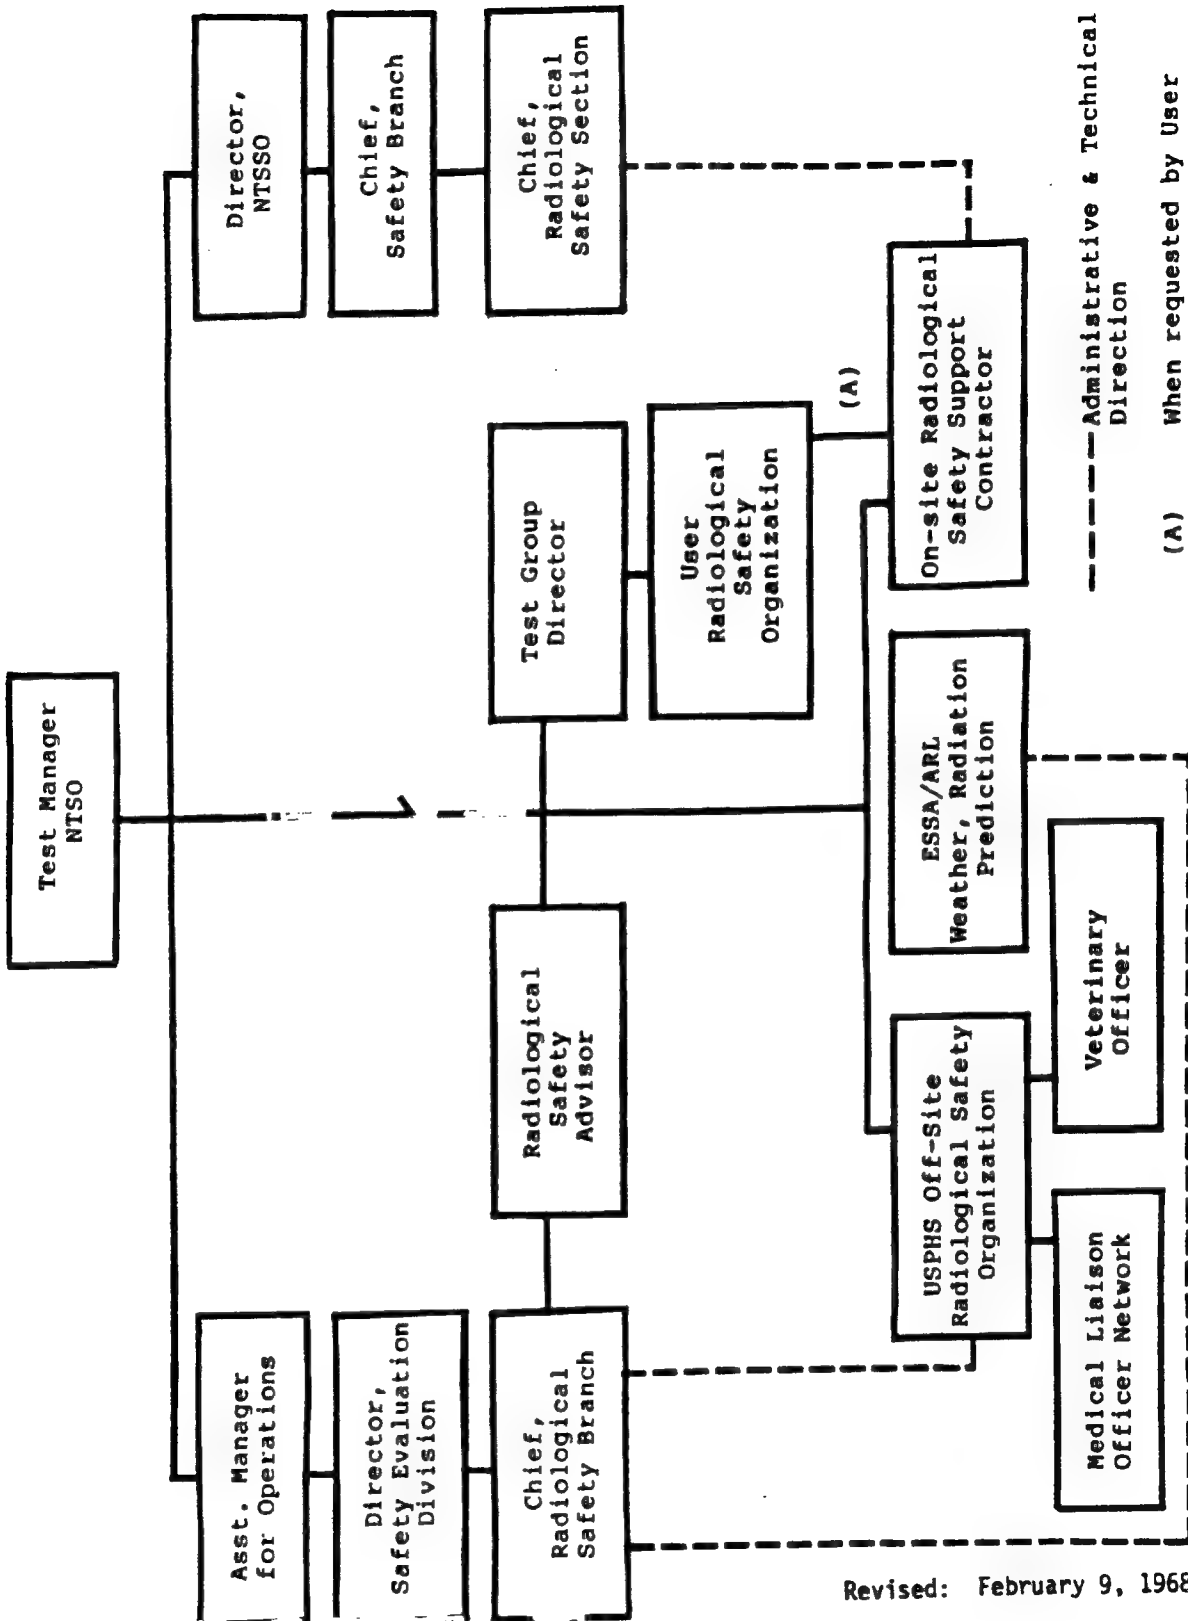 Test Manager
NTSO
Asst. Manager
for Operations
Director,
Safety Evaluation
Division
Chief,
Radiological
Safety Branch
Director,
NTSSO
Chief,
Safety Branch
Chief,
Radiological
Safety Section
Radiological
Safety
Advisor
Test Group
Director
User
Radiological
Safety
Organization
(A)
USPHS Off-Site
Radiological Safety
Organization
ESSA/ARL
Weather, Radiation
Prediction
On-site Radiological
Safety Support
Contractor
Medical Liaison
Officer Network
Veterinary
Officer
Administrative & Technical
Direction
(A) When requested by User
Revised: February 9, 1968